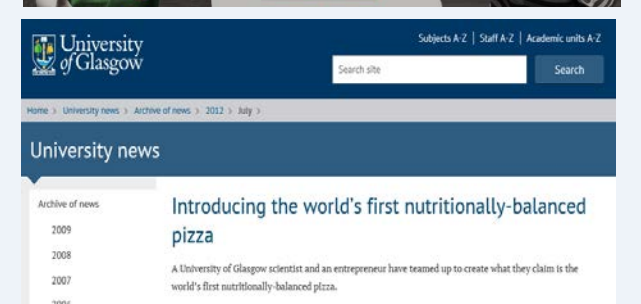 University
of Glasgow
Subjects A-Z | Staff A-Z | Academic units A-Z
Search site
Search
Home > University news > Archive of news > 2012 > July >
University news
Archive of news
2009
2008
2007
Introducing the world's first nutritionally-balanced
pizza
A University of Glasgow scientist and an entrepreneur have teamed up to create what they claim is the
world's first nutritionally-balanced pizza.